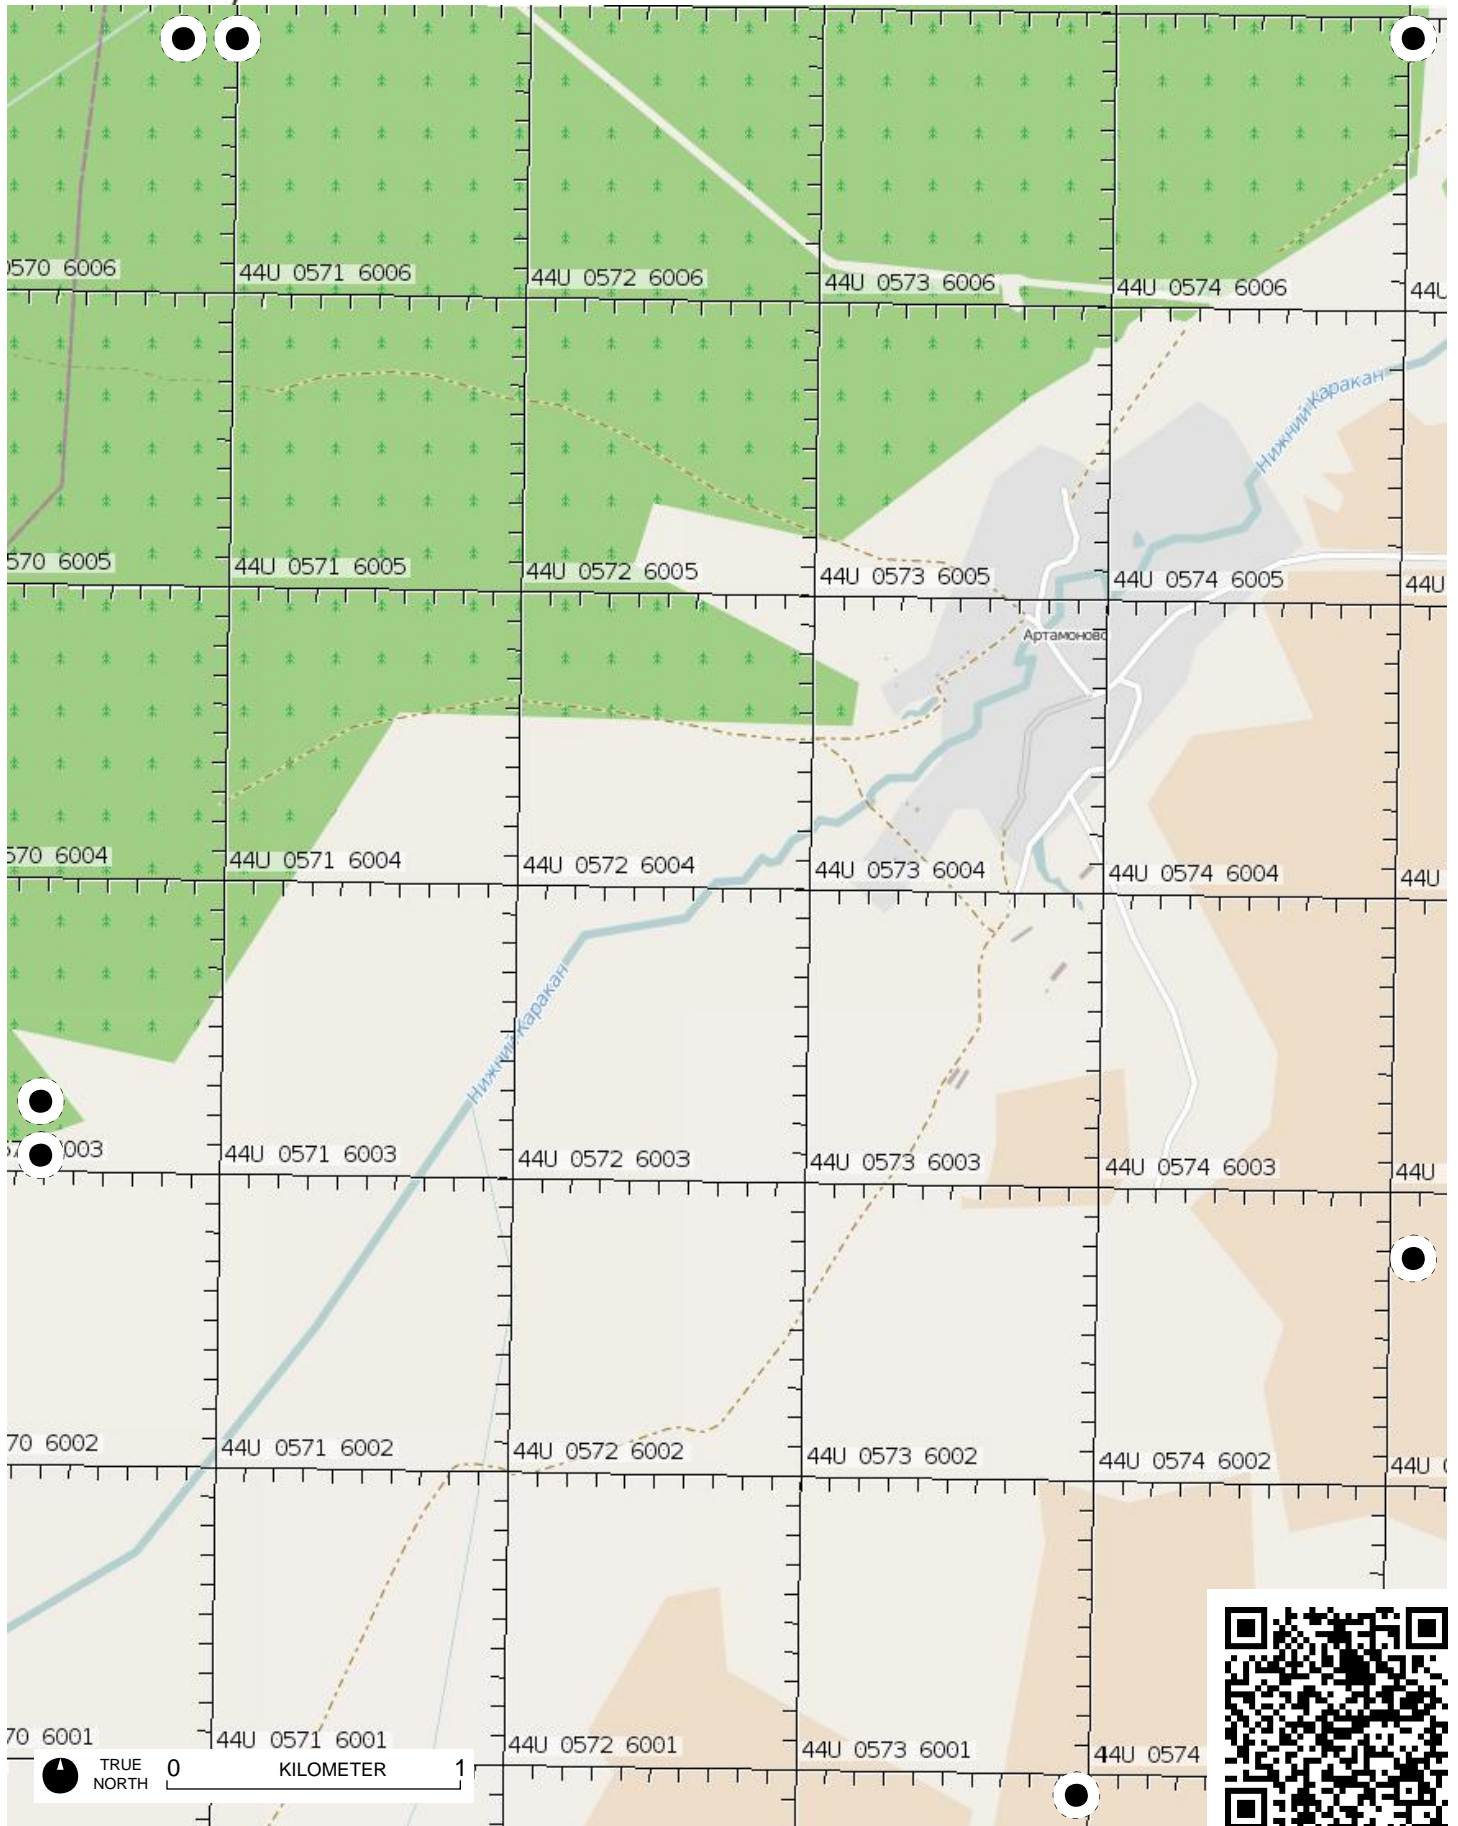 0570 6006
44U 0571 6006
44U 0572 6006
44U 0573 6006
44U 0574 6006
44U
Нижний Каракан
570 6005
44U 0571 6005
44U 0572 6005
44U 0573 6005
44U 0574 6005
44U
Артамоново
570 6004
44U 0571 6004
44U 0572 6004
44U 0573 6004
44U 0574 6004
44U
Нижний Каракан
003
44U 0571 6003
44U 0572 6003
44U 0573 6003
44U 0574 6003
44U
70 6002
44U 0571 6002
44U 0572 6002
44U 0573 6002
44U 0574 6002
44U
70 6001
44U 0571 6001
44U 0572 6001
44U 0573 6001
44U 0574
TRUE NORTH
0 KILOMETER 1